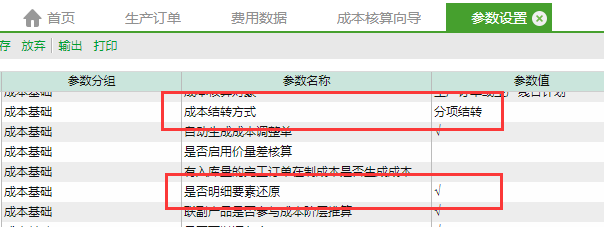 首页 生产订单 费用数据 成本核算向导 参数设置
存 放弃 输出 打印
参数分组 参数名称 参数值
成本基础 成本核算对象
成本基础 成本结转方式 分项结转
成本基础 自动生成成本调整单 √
成本基础 是否启用价量差核算
成本基础 有入库量的完工订单在制成本是否生成成本
成本基础 是否明细要素还原 √
成本基础 联副产品是否参与成本阶层推算 √